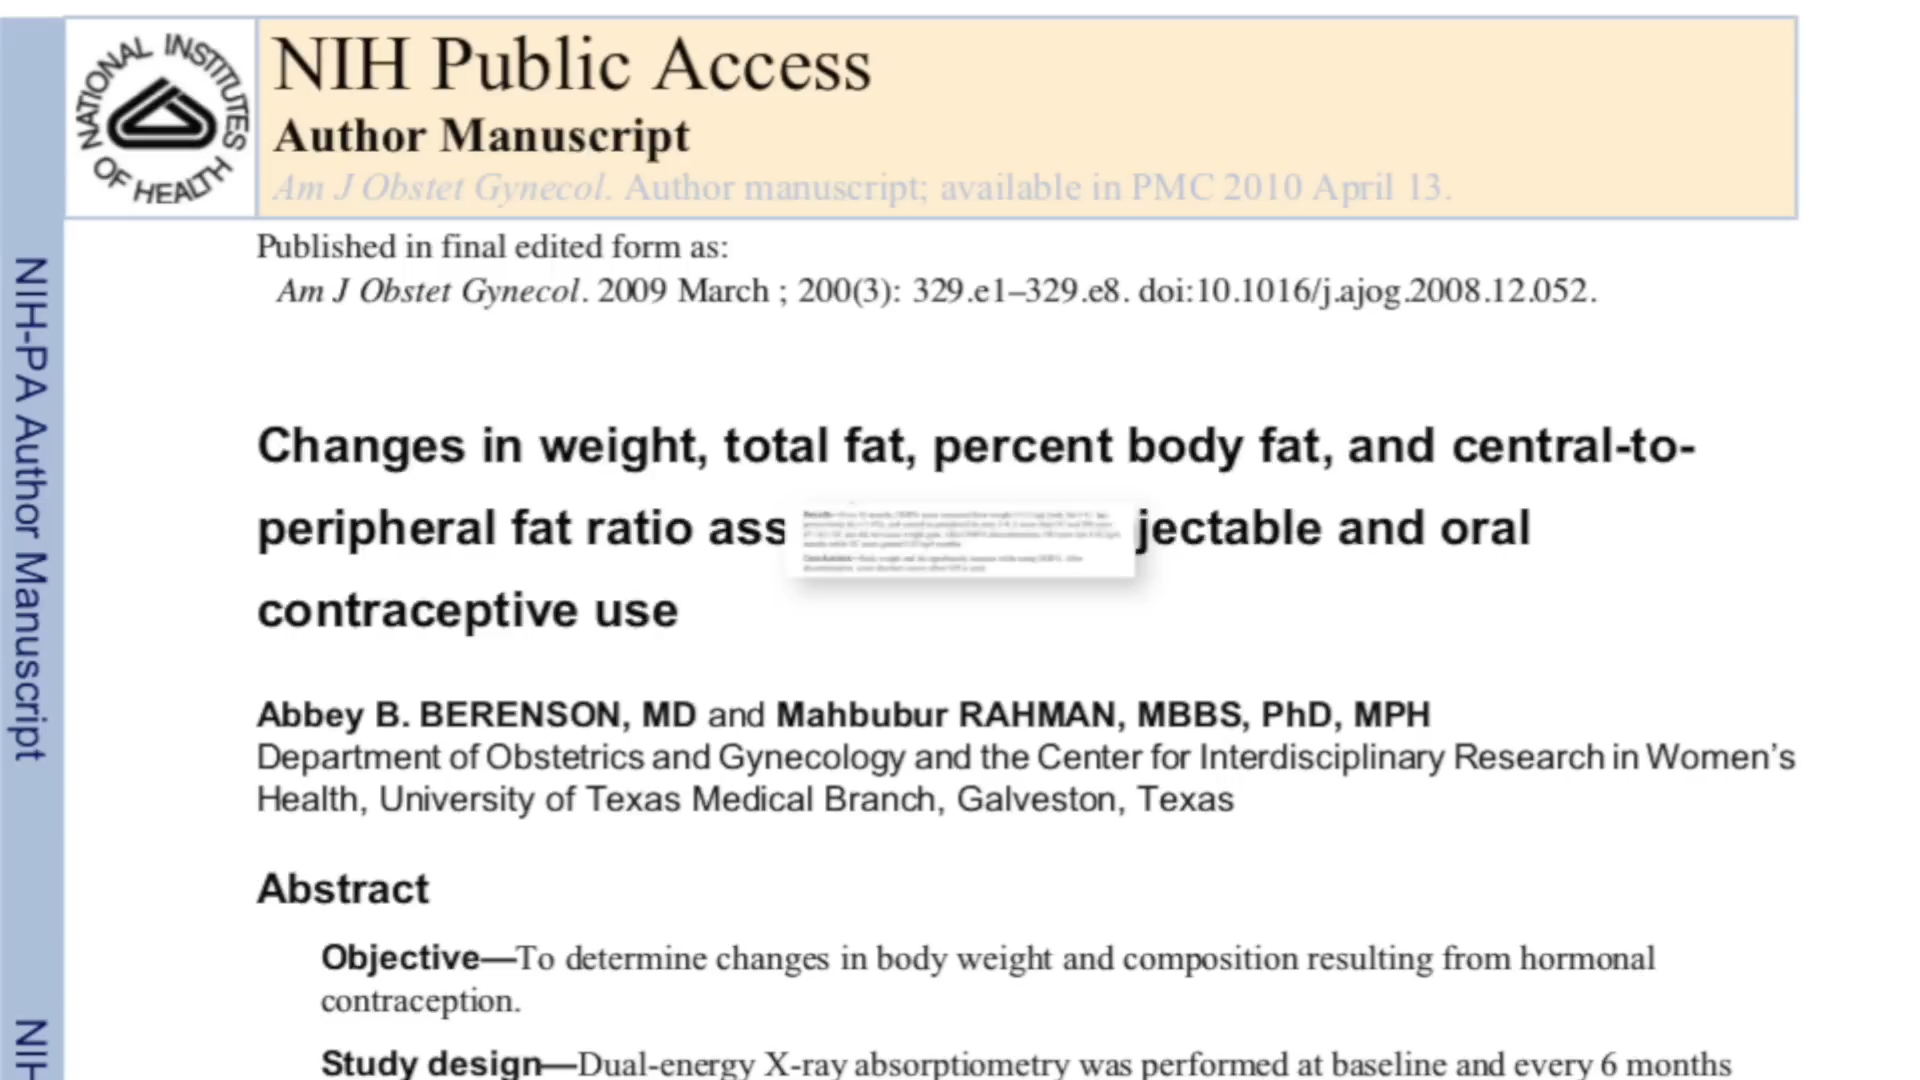 NATIONAL INSTITUTES OF HEALTH
NIH Public Access
Author Manuscript
Am J Obstet Gynecol. Author manuscript; available in PMC 2010 April 13.
Published in final edited form as:
Am J Obstet Gynecol. 2009 March ; 200(3): 329.e1–329.e8. doi:10.1016/j.ajog.2008.12.052.
Changes in weight, total fat, percent body fat, and central-to-
peripheral fat ratio ass jectable and oral
contraceptive use
Abbey B. BERENSON, MD and Mahbubur RAHMAN, MBBS, PhD, MPH
Department of Obstetrics and Gynecology and the Center for Interdisciplinary Research in Women’s
Health, University of Texas Medical Branch, Galveston, Texas
Abstract
Objective—To determine changes in body weight and composition resulting from hormonal
contraception.
Study design—Dual-energy X-ray absorptiometry was performed at baseline and every 6 months
NIH-PA Author Manuscript
NIH